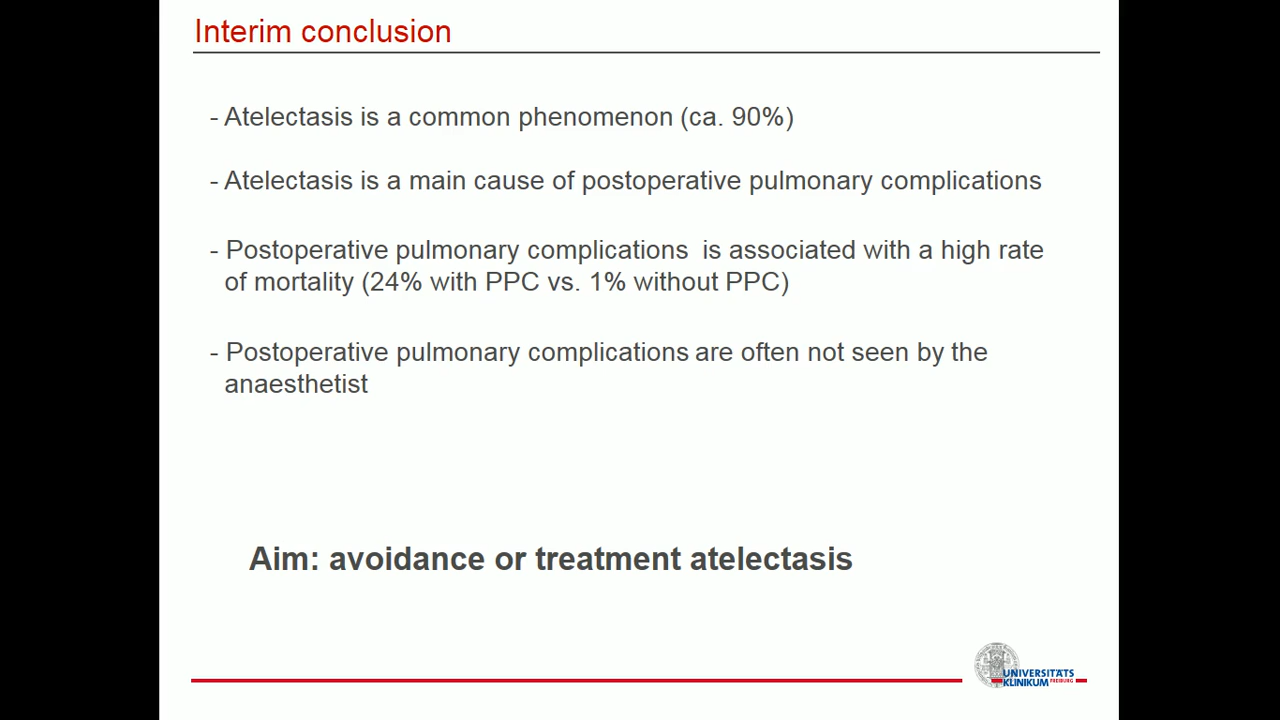 Interim conclusion
- Atelectasis is a common phenomenon (ca. 90%)
- Atelectasis is a main cause of postoperative pulmonary complications
- Postoperative pulmonary complications  is associated with a high rate
of mortality (24% with PPC vs. 1% without PPC)
- Postoperative pulmonary complications are often not seen by the
anaesthetist
Aim: avoidance or treatment atelectasis
UNIVERSITÄTS
KLINIKUM FREIBURG